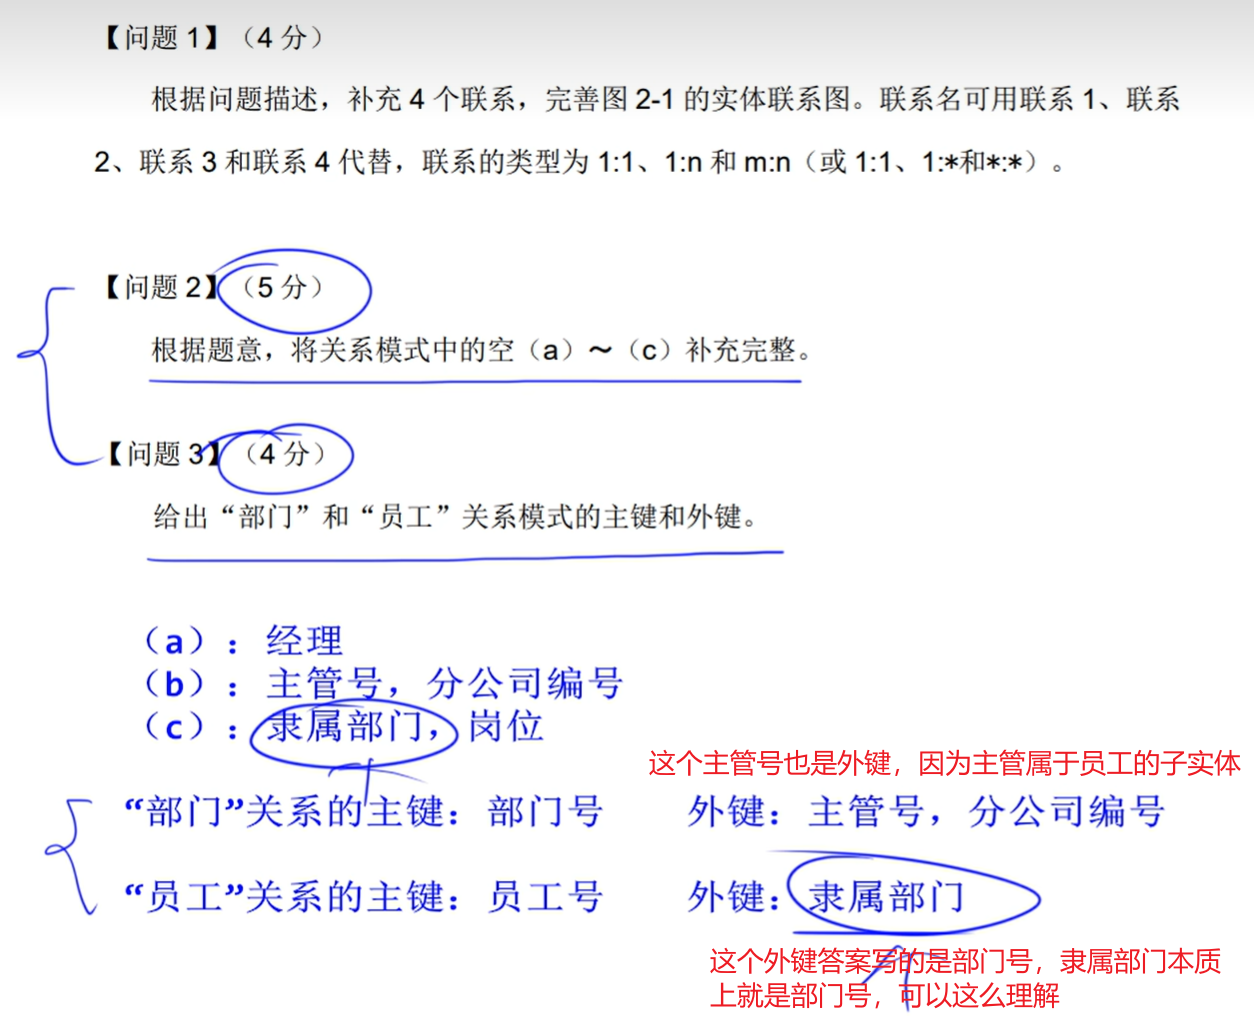 【问题 1】（4 分）
根据问题描述，补充 4 个联系，完善图 2-1 的实体联系图。联系名可用联系 1、联系
2、联系 3 和联系 4 代替，联系的类型为 1:1、1:n 和 m:n（或 1:1、1:*和*:*）。
【问题 2】（5 分）
根据题意，将关系模式中的空（a）～（c）补充完整。
【问题 3】（4 分）
给出“部门”和“员工”关系模式的主键和外键。
（a）：经理
（b）：主管号，分公司编号
（c）：隶属部门，岗位
这个主管号也是外键，因为主管属于员工的子实体
“部门”关系的主键：部门号 外键：主管号，分公司编号
“员工”关系的主键：员工号 外键：隶属部门
这个外键答案写的是部门号，隶属部门本质
上就是部门号，可以这么理解